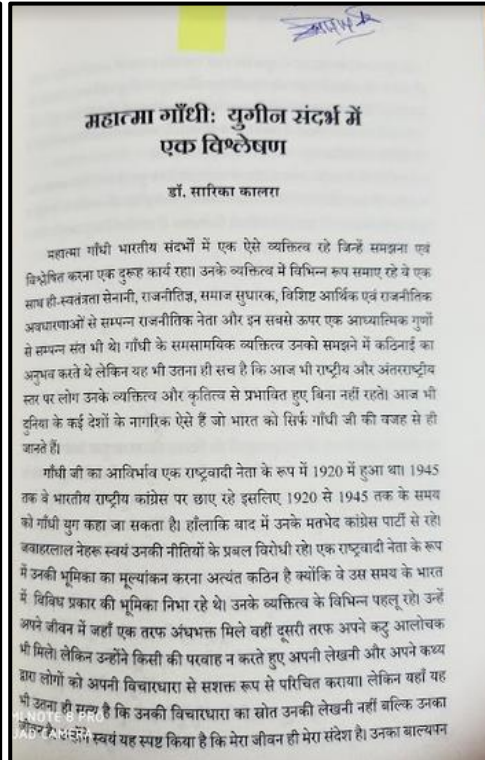 महात्मा गाँधी: युगीन संदर्भ में
एक विश्लेषण
डॉ. सारिका कालरा
महात्मा गाँधी भारतीय संदर्भों में एक ऐसे व्यक्तित्व रहे जिन्हें समझना एवं
विश्लेषित करना एक दुरूह कार्य रहा। उनके व्यक्तित्व में विभिन्न रूप समाए रहे वे एक
साथ ही-स्वतंत्रता सेनानी, राजनीतिज्ञ, समाज सुधारक, विशिष्ट आर्थिक एवं राजनीतिक
अवधारणाओं से सम्पन्न राजनीतिक नेता और इन सबसे ऊपर एक आध्यात्मिक गुणों
से सम्पन्न संत भी थे। गाँधी के समसामयिक व्यक्तित्व उनको समझने में कठिनाई का
अनुभव करते थे लेकिन यह भी उतना ही सच है कि आज भी राष्ट्रीय और अंतरराष्ट्रीय
स्तर पर लोग उनके व्यक्तित्व और कृतित्व से प्रभावित हुए बिना नहीं रहते। आज भी
दुनिया के कई देशों के नागरिक ऐसे हैं जो भारत को सिर्फ गाँधी जी की वजह से ही
जानते हैं।
गाँधी जी का आविर्भाव एक राष्ट्रवादी नेता के रूप में 1920 में हुआ था। 1945
तक वे भारतीय राष्ट्रीय कांग्रेस पर छाए रहे इसलिए 1920 से 1945 तक के समय
को गाँधी युग कहा जा सकता है। हाँलाकि बाद में उनके मतभेद कांग्रेस पार्टी से रहे।
जवाहरलाल नेहरू स्वयं उनकी नीतियों के प्रबल विरोधी रहे। एक राष्ट्रवादी नेता के रूप
में उनकी भूमिका का मूल्यांकन करना अत्यंत कठिन है क्योंकि वे उस समय के भारत
में विविध प्रकार की भूमिका निभा रहे थे। उनके व्यक्तित्व के विभिन्न पहलू रहे। उन्हें
अपने जीवन में जहाँ एक तरफ अंधभक्त मिले वहीं दूसरी तरफ अपने कटु आलोचक
भी मिले। लेकिन उन्होंने किसी की परवाह न करते हुए अपनी लेखनी और अपने कथ्य
द्वारा लोगों को अपनी विचारधारा से सशक्त रूप से परिचित कराया। लेकिन यहाँ यह
भी उतना ही सत्य है कि उनकी विचारधारा का स्रोत उनकी लेखनी नहीं बल्कि उनका
स्वयं यह स्पष्ट किया है कि मेरा जीवन ही मेरा संदेश है। उनका बाल्यपन
MI NOTE 8 PRO
UAD CAMERA